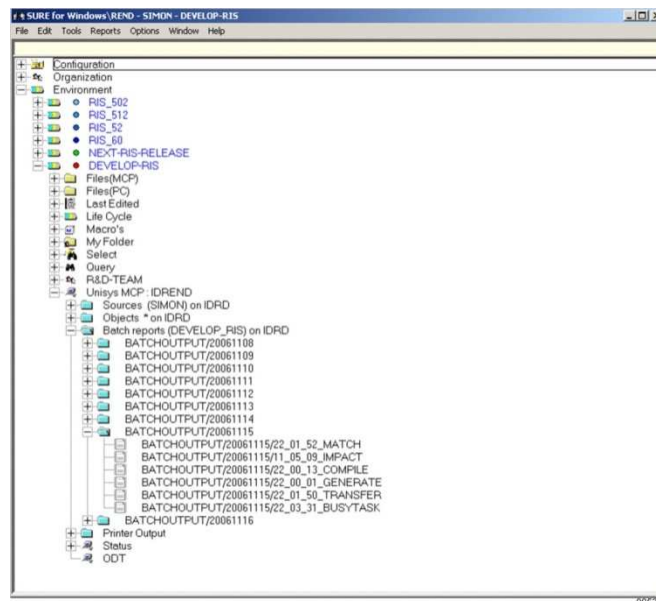 SURE for Windows\REND - SIMON - DEVELOP-RIS
File Edit Tools Reports Options Window Help
Configuration
Organization
Environment
RIS_502
RIS_512
RIS_52
RIS_60
NEXT-RIS-RELEASE
DEVELOP-RIS
Files(MCP)
Files(PC)
Last Edited
Life Cycle
Macro's
My Folder
Select
Query
R&D-TEAM
Unisys MCP : IDREND
Sources (SIMON) on IDRD
Objects * on IDRD
Batch reports (DEVELOP_RIS) on IDRD
BATCHOUTPUT/20061108
BATCHOUTPUT/20061109
BATCHOUTPUT/20061110
BATCHOUTPUT/20061111
BATCHOUTPUT/20061112
BATCHOUTPUT/20061113
BATCHOUTPUT/20061114
BATCHOUTPUT/20061115
BATCHOUTPUT/20061115/22_01_52_MATCH
BATCHOUTPUT/20061115/11_05_09_IMPACT
BATCHOUTPUT/20061115/22_00_13_COMPILE
BATCHOUTPUT/20061115/22_00_01_GENERATE
BATCHOUTPUT/20061115/22_01_50_TRANSFER
BATCHOUTPUT/20061115/22_03_31_BUSYTASK
BATCHOUTPUT/20061116
Printer Output
Status
ODT